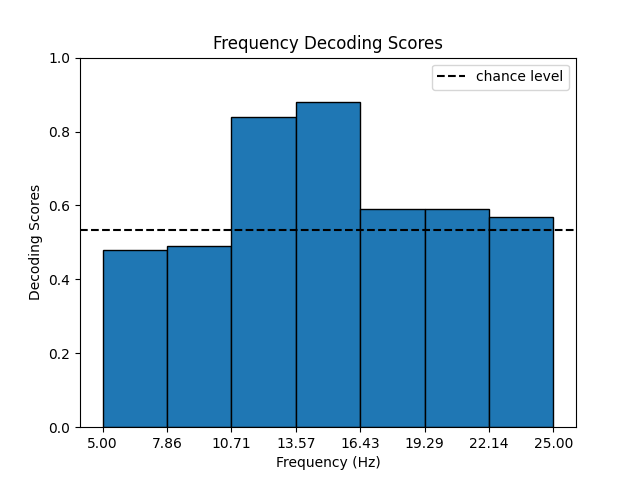 Frequency Decoding Scores
chance level
1.0
0.8
0.6
0.4
0.2
0.0
Decoding Scores
5.00 7.86 10.71 13.57 16.43 19.29 22.14 25.00
Frequency (Hz)